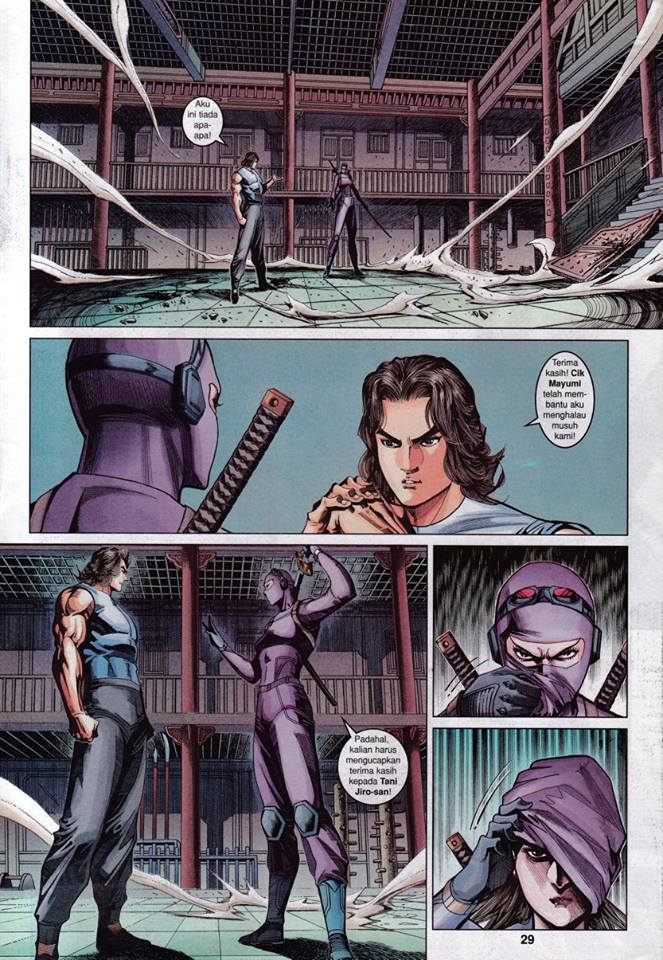 Aku
ini tiada
apa-
apa!
Terima
kasih! Cik
Mayumi
telah mem-
bantu aku
menghalau
musuh
kami!
Padahal,
kalian harus
mengucapkan
terima kasih
kepada Tani
Jiro-san!
29